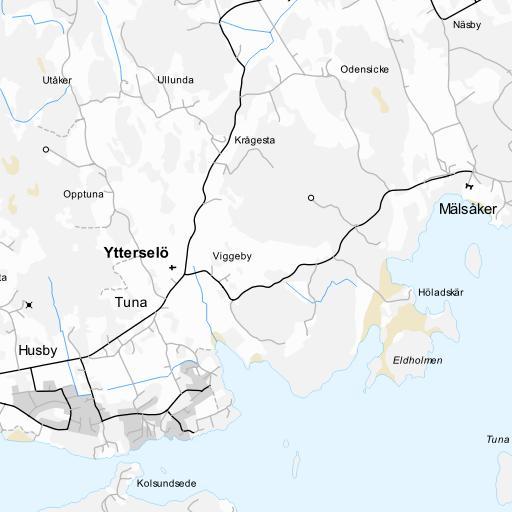 Näsby
Utåker
Ullunda
Odensicke
Krågesta
Opptuna
Mälsåker
Ytterselö
Viggeby
ta
Höladskär
Tuna
Husby
Eldholmen
Tuna
Kolsundsede